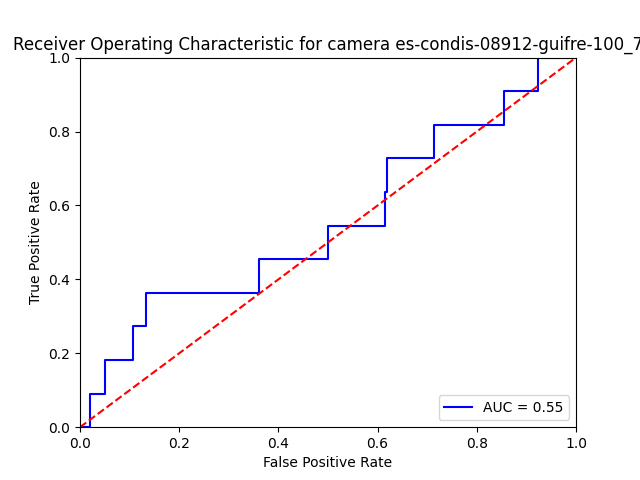 Receiver Operating Characteristic for camera es-condis-08912-guifre-100_7
1.0
0.8
0.6
0.4
0.2
0.0
True Positive Rate
AUC = 0.55
0.0 0.2 0.4 0.6 0.8 1.0
False Positive Rate